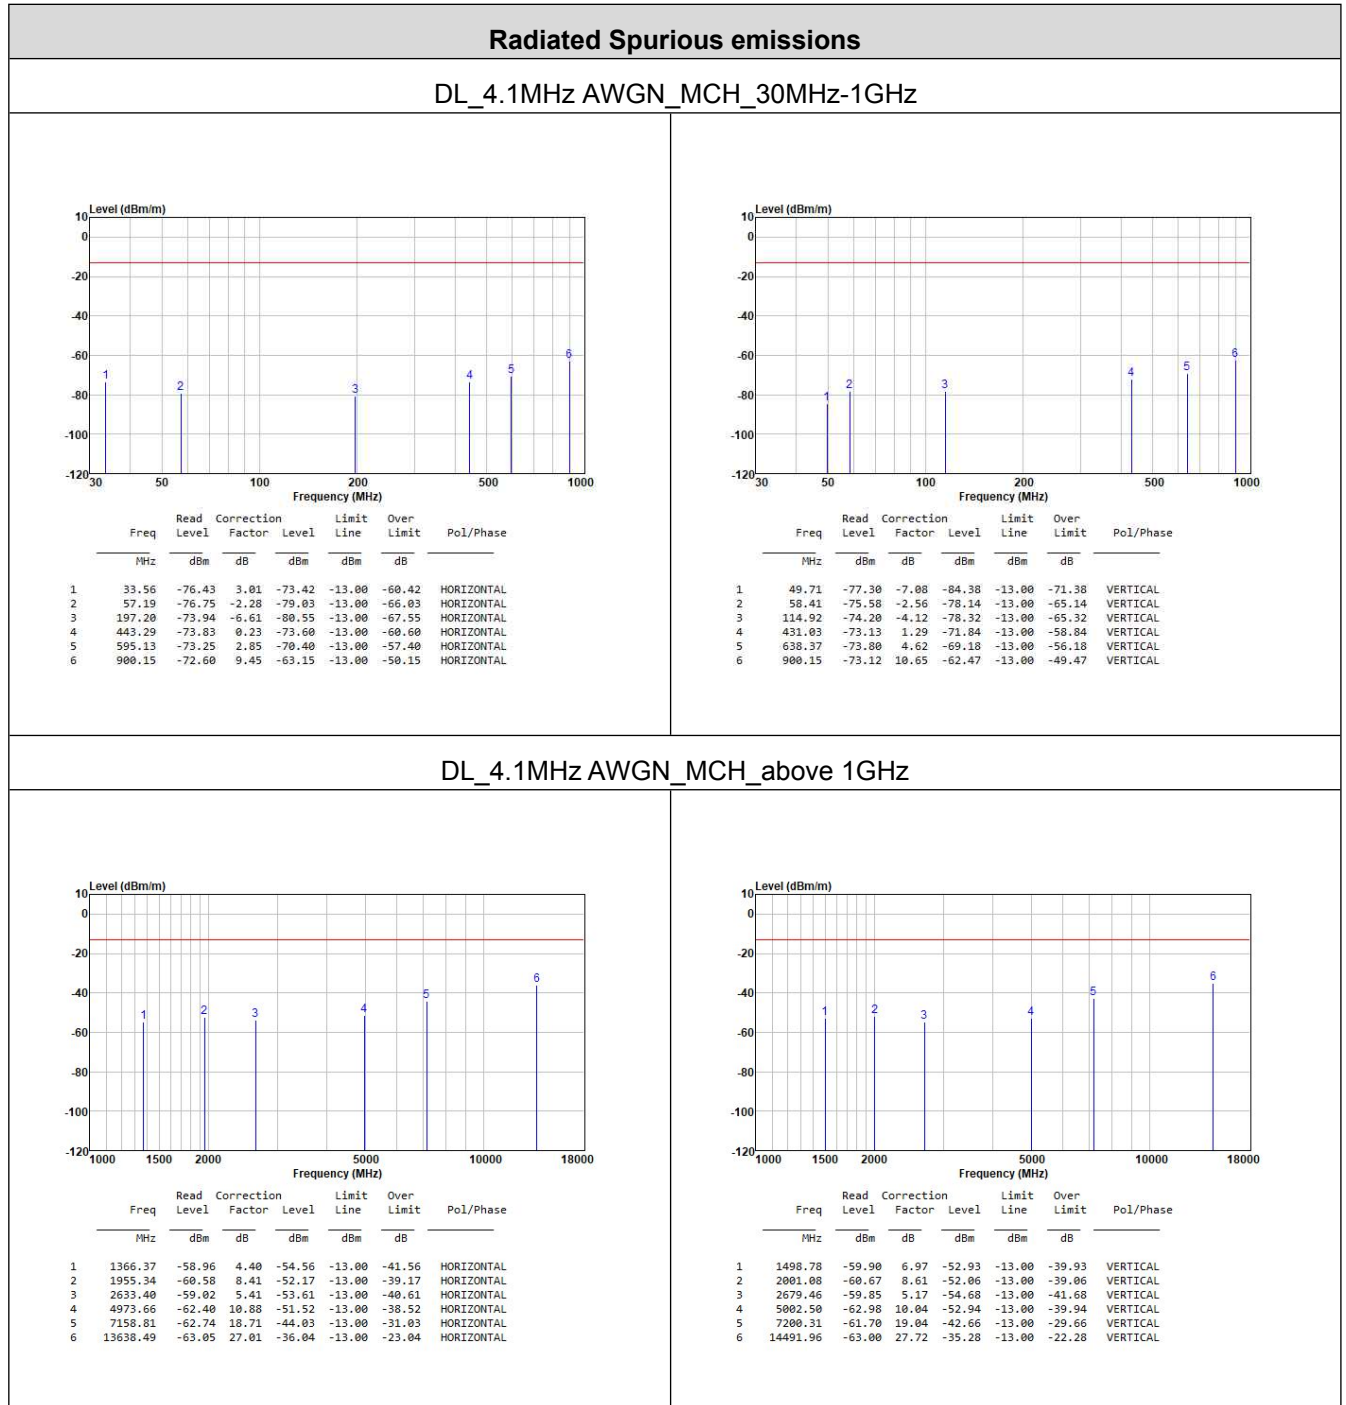 Radiated Spurious emissions
DL_4.1MHz AWGN_MCH_30MHz-1GHz
Level (dBm/m)
10
0
-20
-40
-60
-80
-100
-120
1 2 3 4 5 6
30 50 100 200 500 1000
Frequency (MHz)
Read Correction Limit Over
Freq Level Factor Level Line Limit Pol/Phase
MHz dBm dB dBm dBm dB
1 33.56 -76.43 3.01 -73.42 -13.00 -60.42 HORIZONTAL
2 57.19 -76.75 -2.28 -79.03 -13.00 -66.03 HORIZONTAL
3 197.20 -73.94 -6.61 -80.55 -13.00 -67.55 HORIZONTAL
4 443.29 -73.83 0.23 -73.60 -13.00 -60.60 HORIZONTAL
5 595.13 -73.25 2.85 -70.40 -13.00 -57.40 HORIZONTAL
6 900.15 -72.60 9.45 -63.15 -13.00 -50.15 HORIZONTAL
Level (dBm/m)
10
0
-20
-40
-60
-80
-100
-120
1 2 3 4 5 6
30 50 100 200 500 1000
Frequency (MHz)
Read Correction Limit Over
Freq Level Factor Level Line Limit Pol/Phase
MHz dBm dB dBm dBm dB
1 49.71 -77.30 -7.08 -84.38 -13.00 -71.38 VERTICAL
2 58.41 -75.58 -2.56 -78.14 -13.00 -65.14 VERTICAL
3 114.92 -74.20 -4.12 -78.32 -13.00 -65.32 VERTICAL
4 431.03 -73.13 1.29 -71.84 -13.00 -58.84 VERTICAL
5 638.37 -73.80 4.62 -69.18 -13.00 -56.18 VERTICAL
6 900.15 -73.12 10.65 -62.47 -13.00 -49.47 VERTICAL
DL_4.1MHz AWGN_MCH_above 1GHz
Level (dBm/m)
10
0
-20
-40
-60
-80
-100
-120
1 2 3 4 5 6
1000 1500 2000 5000 10000 18000
Frequency (MHz)
Read Correction Limit Over
Freq Level Factor Level Line Limit Pol/Phase
MHz dBm dB dBm dBm dB
1 1366.37 -58.96 4.40 -54.56 -13.00 -41.56 HORIZONTAL
2 1955.34 -60.58 8.41 -52.17 -13.00 -39.17 HORIZONTAL
3 2633.40 -59.02 5.41 -53.61 -13.00 -40.61 HORIZONTAL
4 4973.66 -62.40 10.88 -51.52 -13.00 -38.52 HORIZONTAL
5 7158.81 -62.74 18.71 -44.03 -13.00 -31.03 HORIZONTAL
6 13638.49 -63.05 27.01 -36.04 -13.00 -23.04 HORIZONTAL
Level (dBm/m)
10
0
-20
-40
-60
-80
-100
-120
1 2 3 4 5 6
1000 1500 2000 5000 10000 18000
Frequency (MHz)
Read Correction Limit Over
Freq Level Factor Level Line Limit Pol/Phase
MHz dBm dB dBm dBm dB
1 1498.78 -59.90 6.97 -52.93 -13.00 -39.93 VERTICAL
2 2001.08 -60.67 8.61 -52.06 -13.00 -39.06 VERTICAL
3 2679.46 -59.85 5.17 -54.68 -13.00 -41.68 VERTICAL
4 5002.50 -62.98 10.04 -52.94 -13.00 -39.94 VERTICAL
5 7200.31 -61.70 19.04 -42.66 -13.00 -29.66 VERTICAL
6 14491.96 -63.00 27.72 -35.28 -13.00 -22.28 VERTICAL